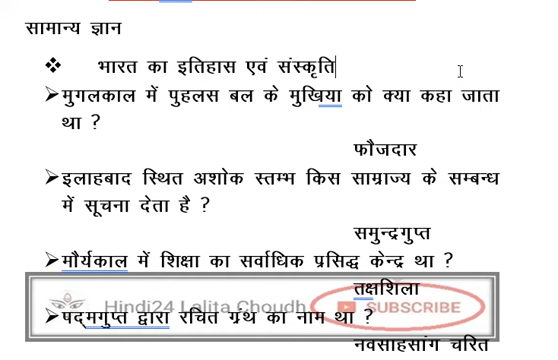 सामान्य ज्ञान
❖ भारत का इतिहास एवं संस्कृति
➢मुगलकाल में पुहलस बल के मुखिया को क्या कहा जाता
था ?
फौजदार
➢इलाहबाद स्थित अशोक स्तम्भ किस साम्राज्य के सम्बन्ध
में सूचना देता है ?
समुन्द्रगुप्त
➢मौर्यकाल में शिक्षा का सर्वाधिक प्रसिद्ध केन्द्र था ?
तक्षशिला
Hindi24 Lalita Choudh
SUBSCRIBE
➢पद्मगुप्त द्वारा रचित ग्रंथ का नाम था ?
नवसाहसांग चरित